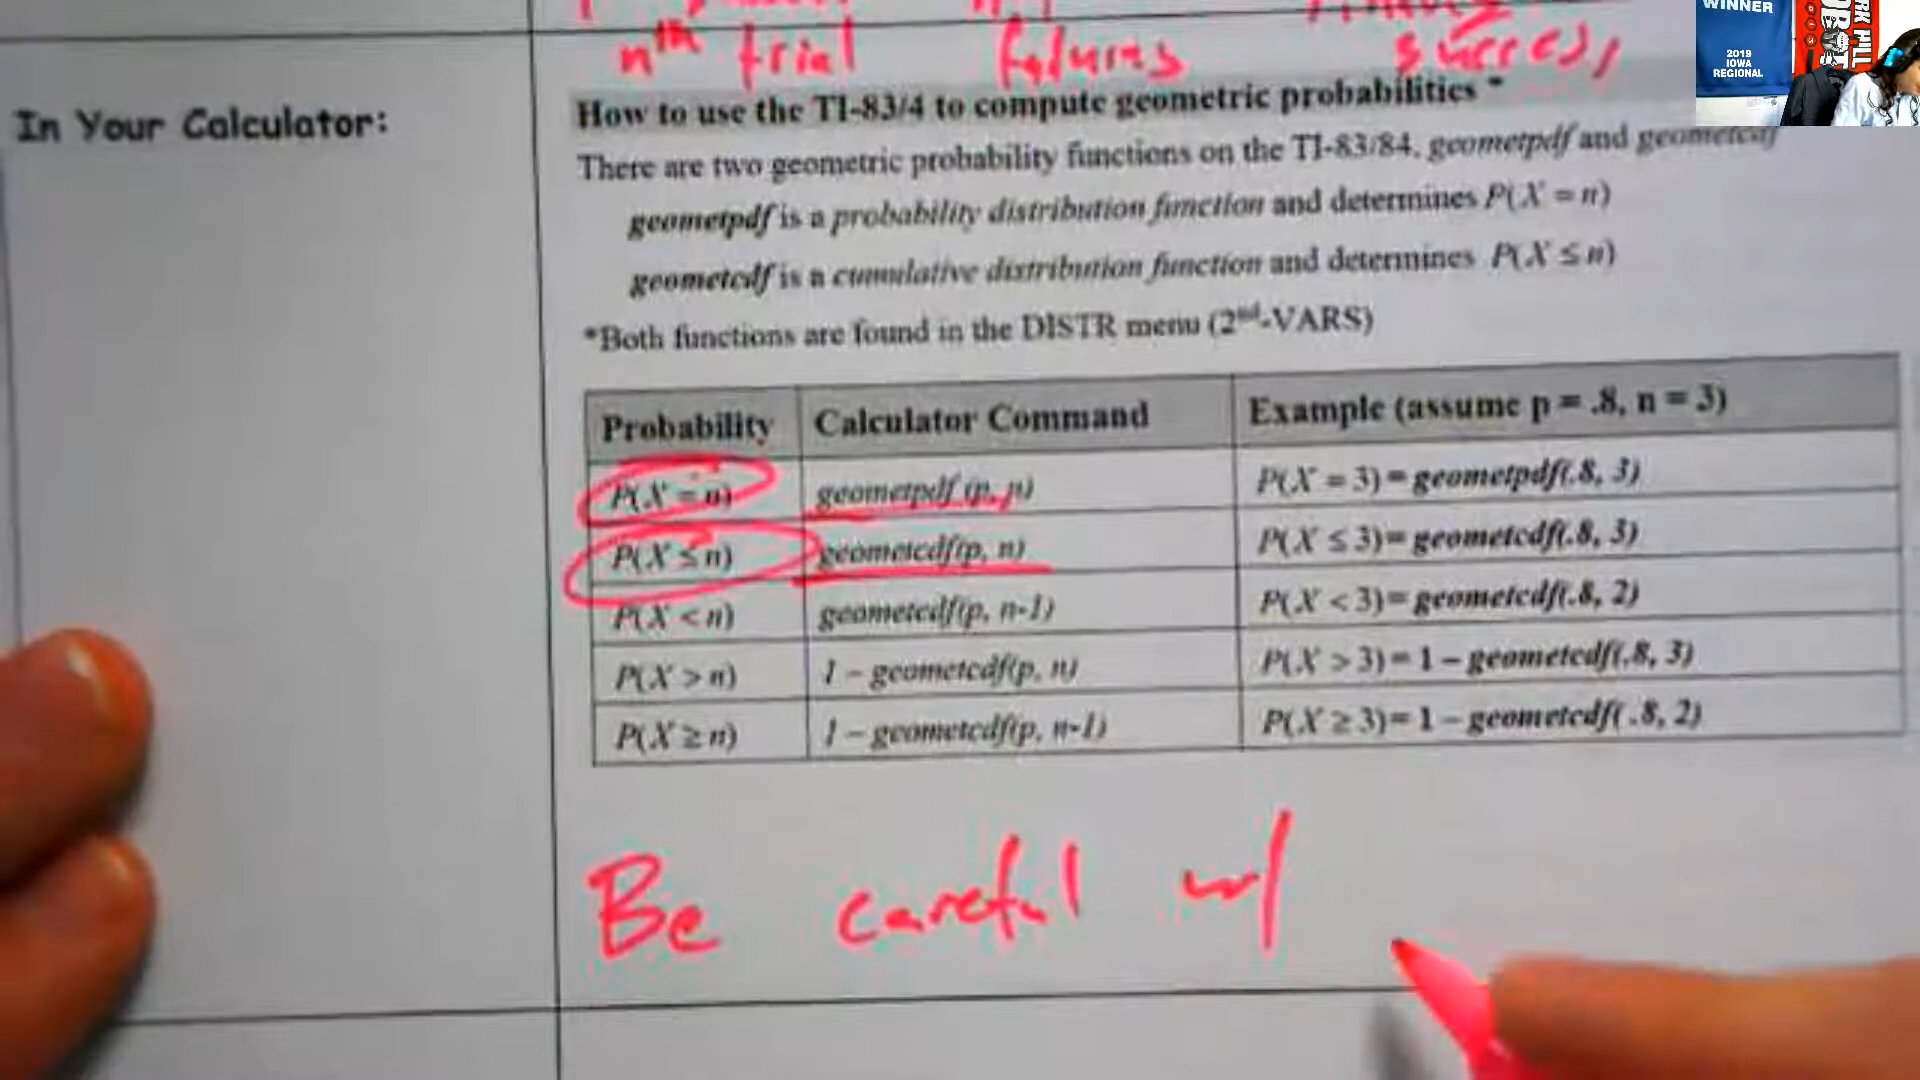 nth trial failures success
WINNER
2019
IOWA
REGIONAL
In Your Calculator:
How to use the TI-83/4 to compute geometric probabilities *
There are two geometric probability functions on the TI-83/84, geometpdf and geometcdf
geometpdf is a probability distribution function and determines P(X = n)
geometcdf is a cumulative distribution function and determines P(X ≤ n)
*Both functions are found in the DISTR menu (2nd-VARS)
Probability Calculator Command Example (assume p = .8, n = 3)
P(X = n) geometpdf (p, n) P(X = 3) = geometpdf(.8, 3)
P(X ≤ n) geometcdf(p, n) P(X ≤ 3)= geometcdf(.8, 3)
P(X < n) geometcdf(p, n-1) P(X < 3)= geometcdf(.8, 2)
P(X > n) 1 – geometcdf(p, n) P(X > 3)= 1 – geometcdf(.8, 3)
P(X ≥ n) 1 – geometcdf(p, n-1) P(X ≥ 3)= 1 – geometcdf( .8, 2)
Be careful w/